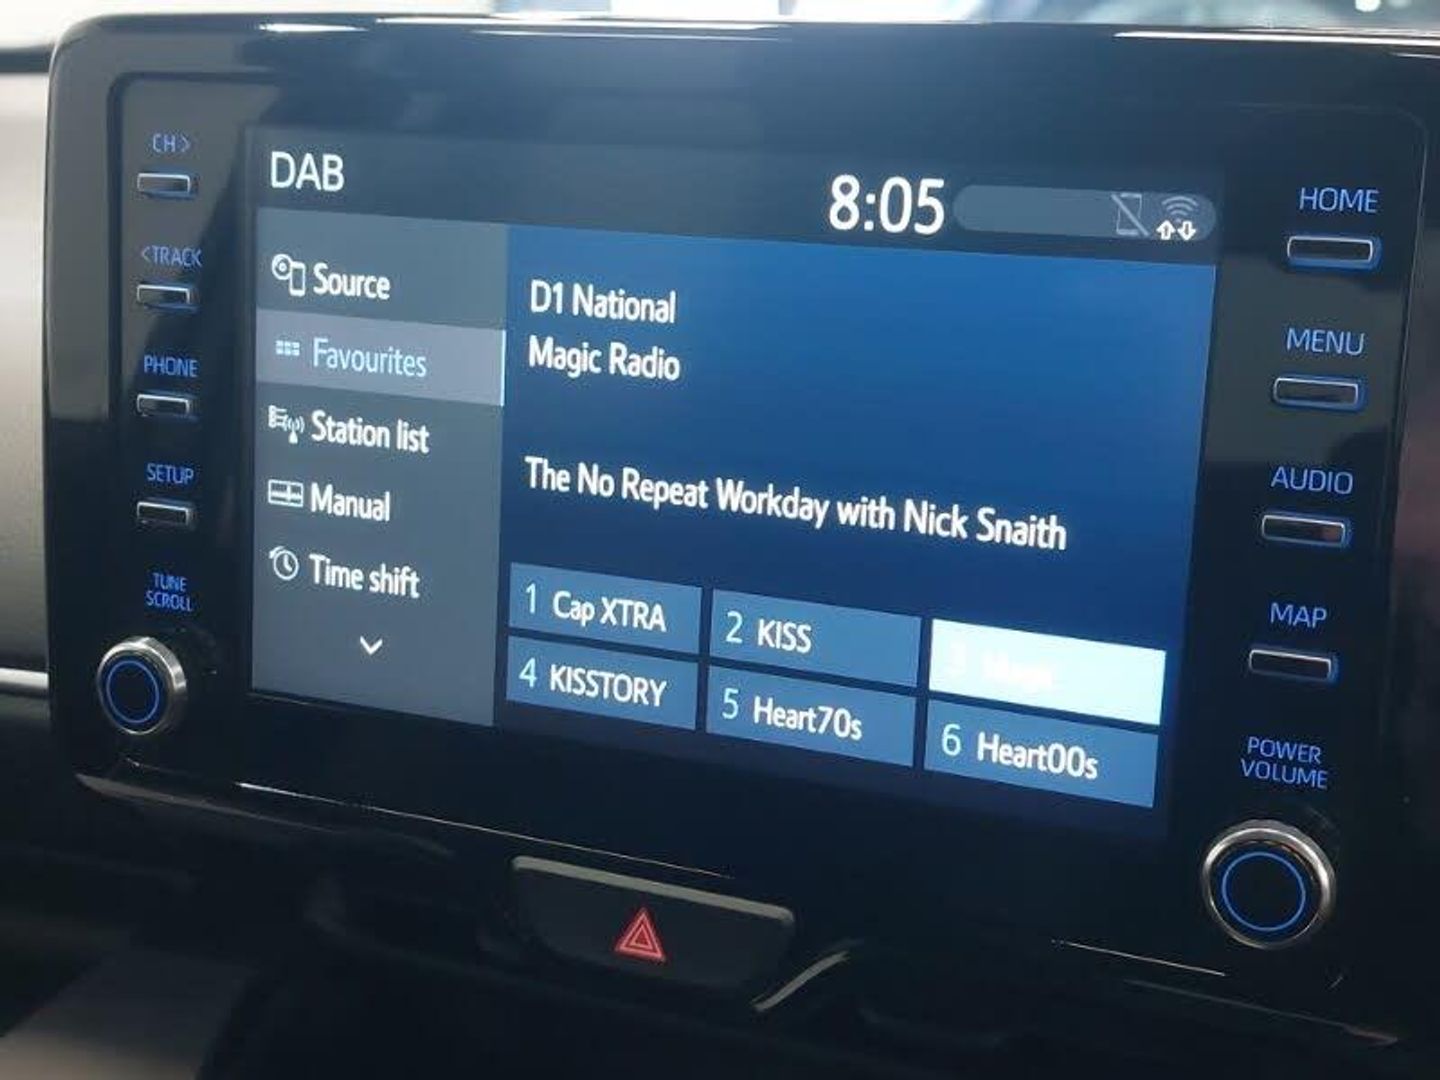 CH >
< TRACK
PHONE
SETUP
TUNE
SCROLL
DAB
8:05
Source
Favourites
Station list
Manual
Time shift
D1 National
Magic Radio
The No Repeat Workday with Nick Snaith
1 Cap XTRA
2 KISS
3 Magic
4 KISSTORY
5 Heart70s
6 Heart00s
HOME
MENU
AUDIO
MAP
POWER
VOLUME